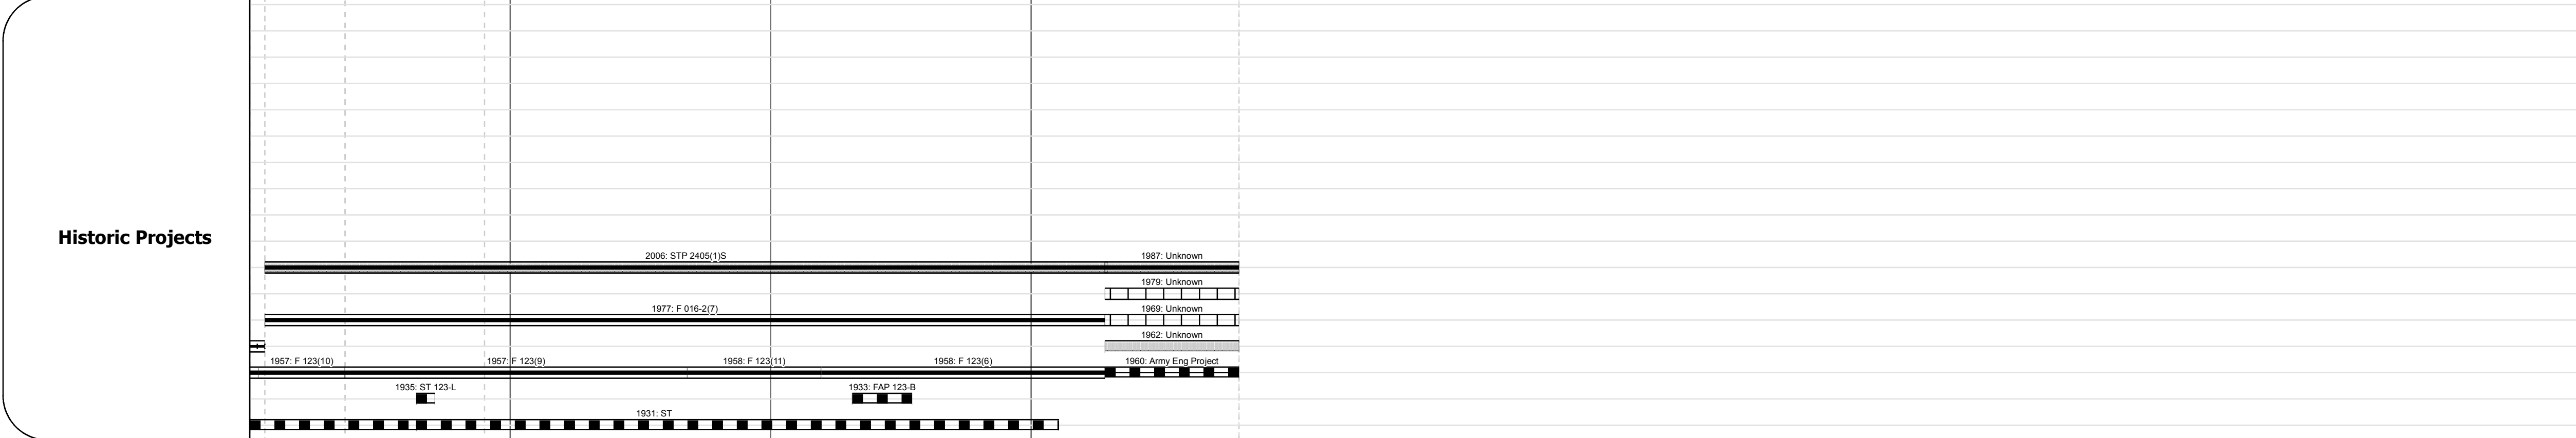 Historic Projects
2006: STP 2405(1)S
1987: Unknown
1979: Unknown
1977: F 016-2(7)
1969: Unknown
1962: Unknown
1957: F 123(10)
1957: F 123(9)
1958: F 123(11)
1958: F 123(6)
1960: Army Eng Project
1935: ST 123-L
1933: FAP 123-B
1931: ST